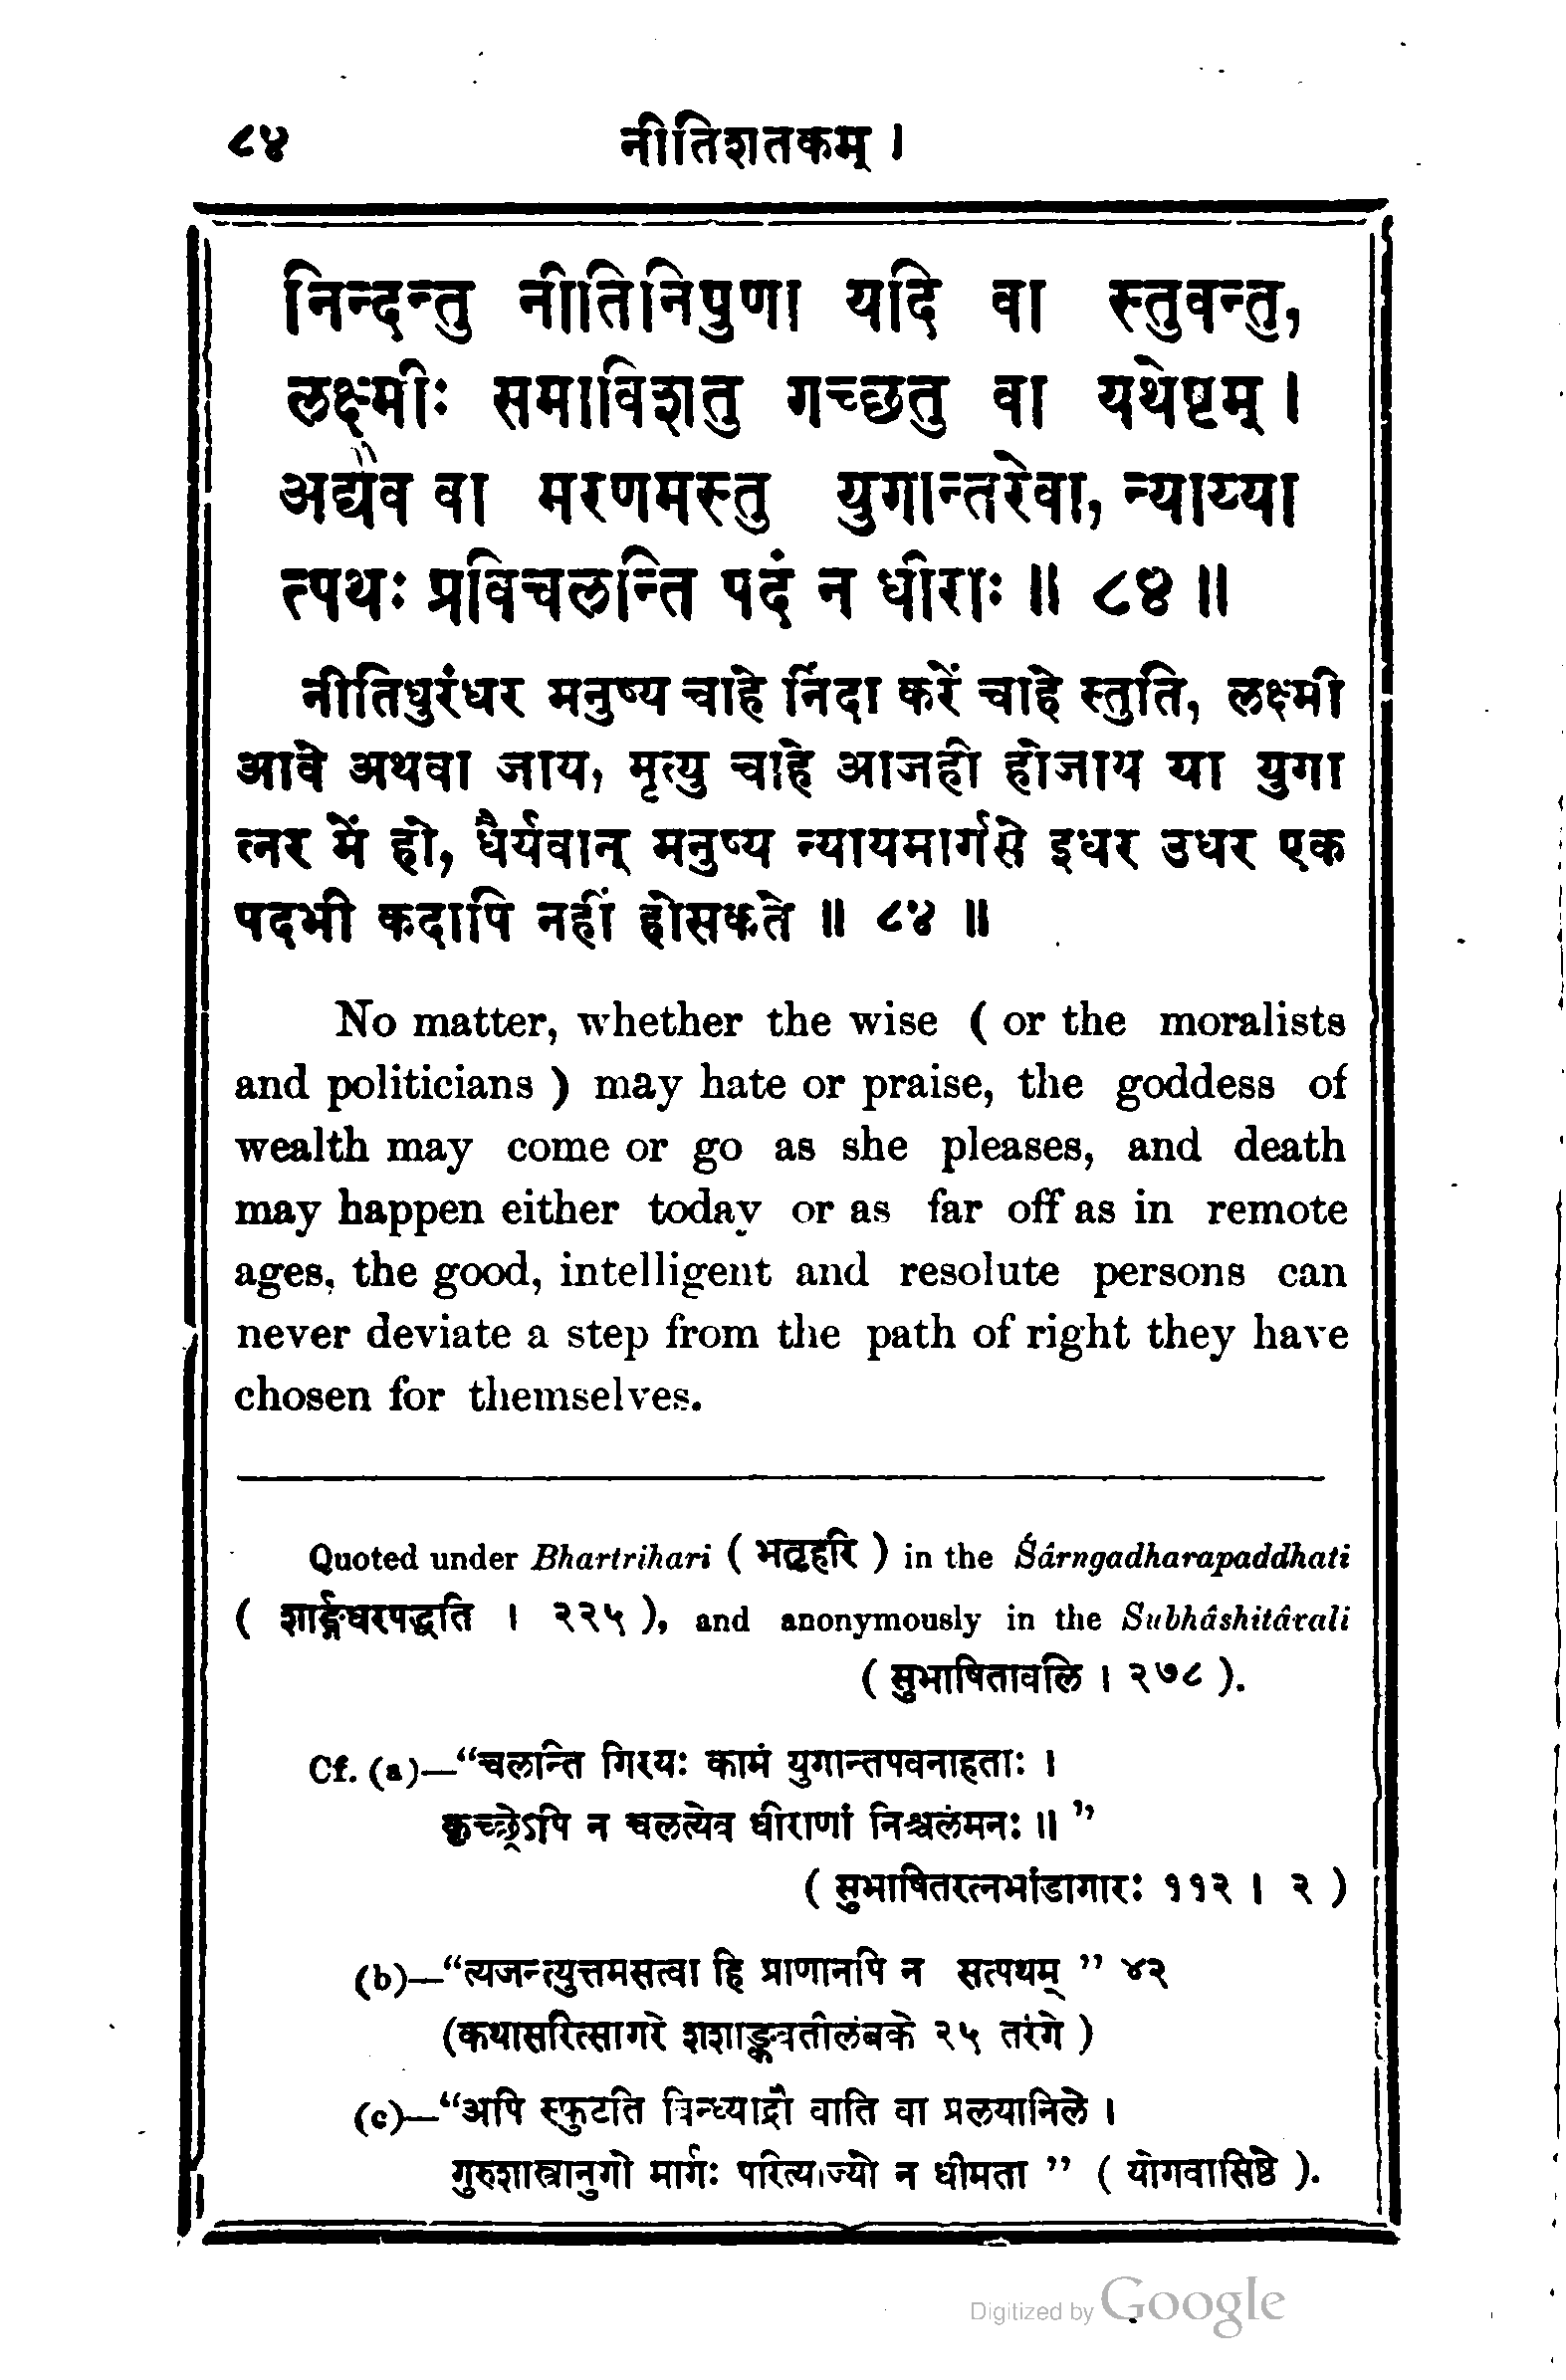 ८४ नीतिशतकम् ।
निन्दन्तु नीतिनिपुणा यदि वा स्तुवन्तु,
लक्ष्मीः समाविशतु गच्छतु वा यथेष्टम् ।
अद्यैव वा मरणमस्तु युगान्तरेवा, न्याय्या
त्पथः प्रविचलन्ति पदं न धीराः ॥ ८४ ॥
नीतिधुरंधर मनुष्य चाहे निंदा करें चाहे स्तुति, लक्ष्मी
आवे अथवा जाय, मृत्यु चाहे आजही होजाय या युगा
न्तर में हो, धैर्यवान् मनुष्य न्यायमार्गसे इधर उधर एक
पदभी कदापि नहीं होसकते ॥ ८४ ॥
No matter, whether the wise ( or the moralists
and politicians ) may hate or praise, the goddess of
wealth may come or go as she pleases, and death
may happen either today or as far off as in remote
ages, the good, intelligent and resolute persons can
never deviate a step from the path of right they have
chosen for themselves.
Quoted under Bhartrihari ( भर्तृहरि ) in the Śârngadharapaddhati
( शार्ङ्गधरपद्धति । २२५ ), and anonymously in the Subhâshitâvali
( सुभाषितावलि । २७८ ).
Cf. (a)—“चलान्ति गिरयः कामं युगान्तपवनाहताः ।
कृच्छ्रेऽपि न चलत्येव धीराणां निश्चलंमनः ॥ ”
( सुभाषितरत्नभांडागारः ११२ । २ )
(b)—“त्यजन्त्युत्तमसत्वा हि प्राणानपि न सत्पथम् ” ४२
(कथासरित्सागरे शशाङ्कवतीलंबके २५ तरंगे )
(c)—“अपि स्फुटति विन्ध्याद्रौ वाति वा प्रलयानिले ।
गुरुशास्त्रानुगो मार्गः परित्याज्यो न धीमता ” ( योगवासिष्ठे ).
Digitized by Google